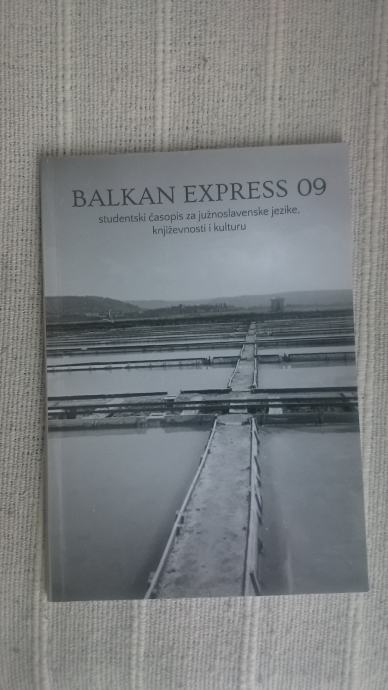 BALKAN EXPRESS 09
studentski časopis za južnoslavenske jezike,
književnosti i kulturu